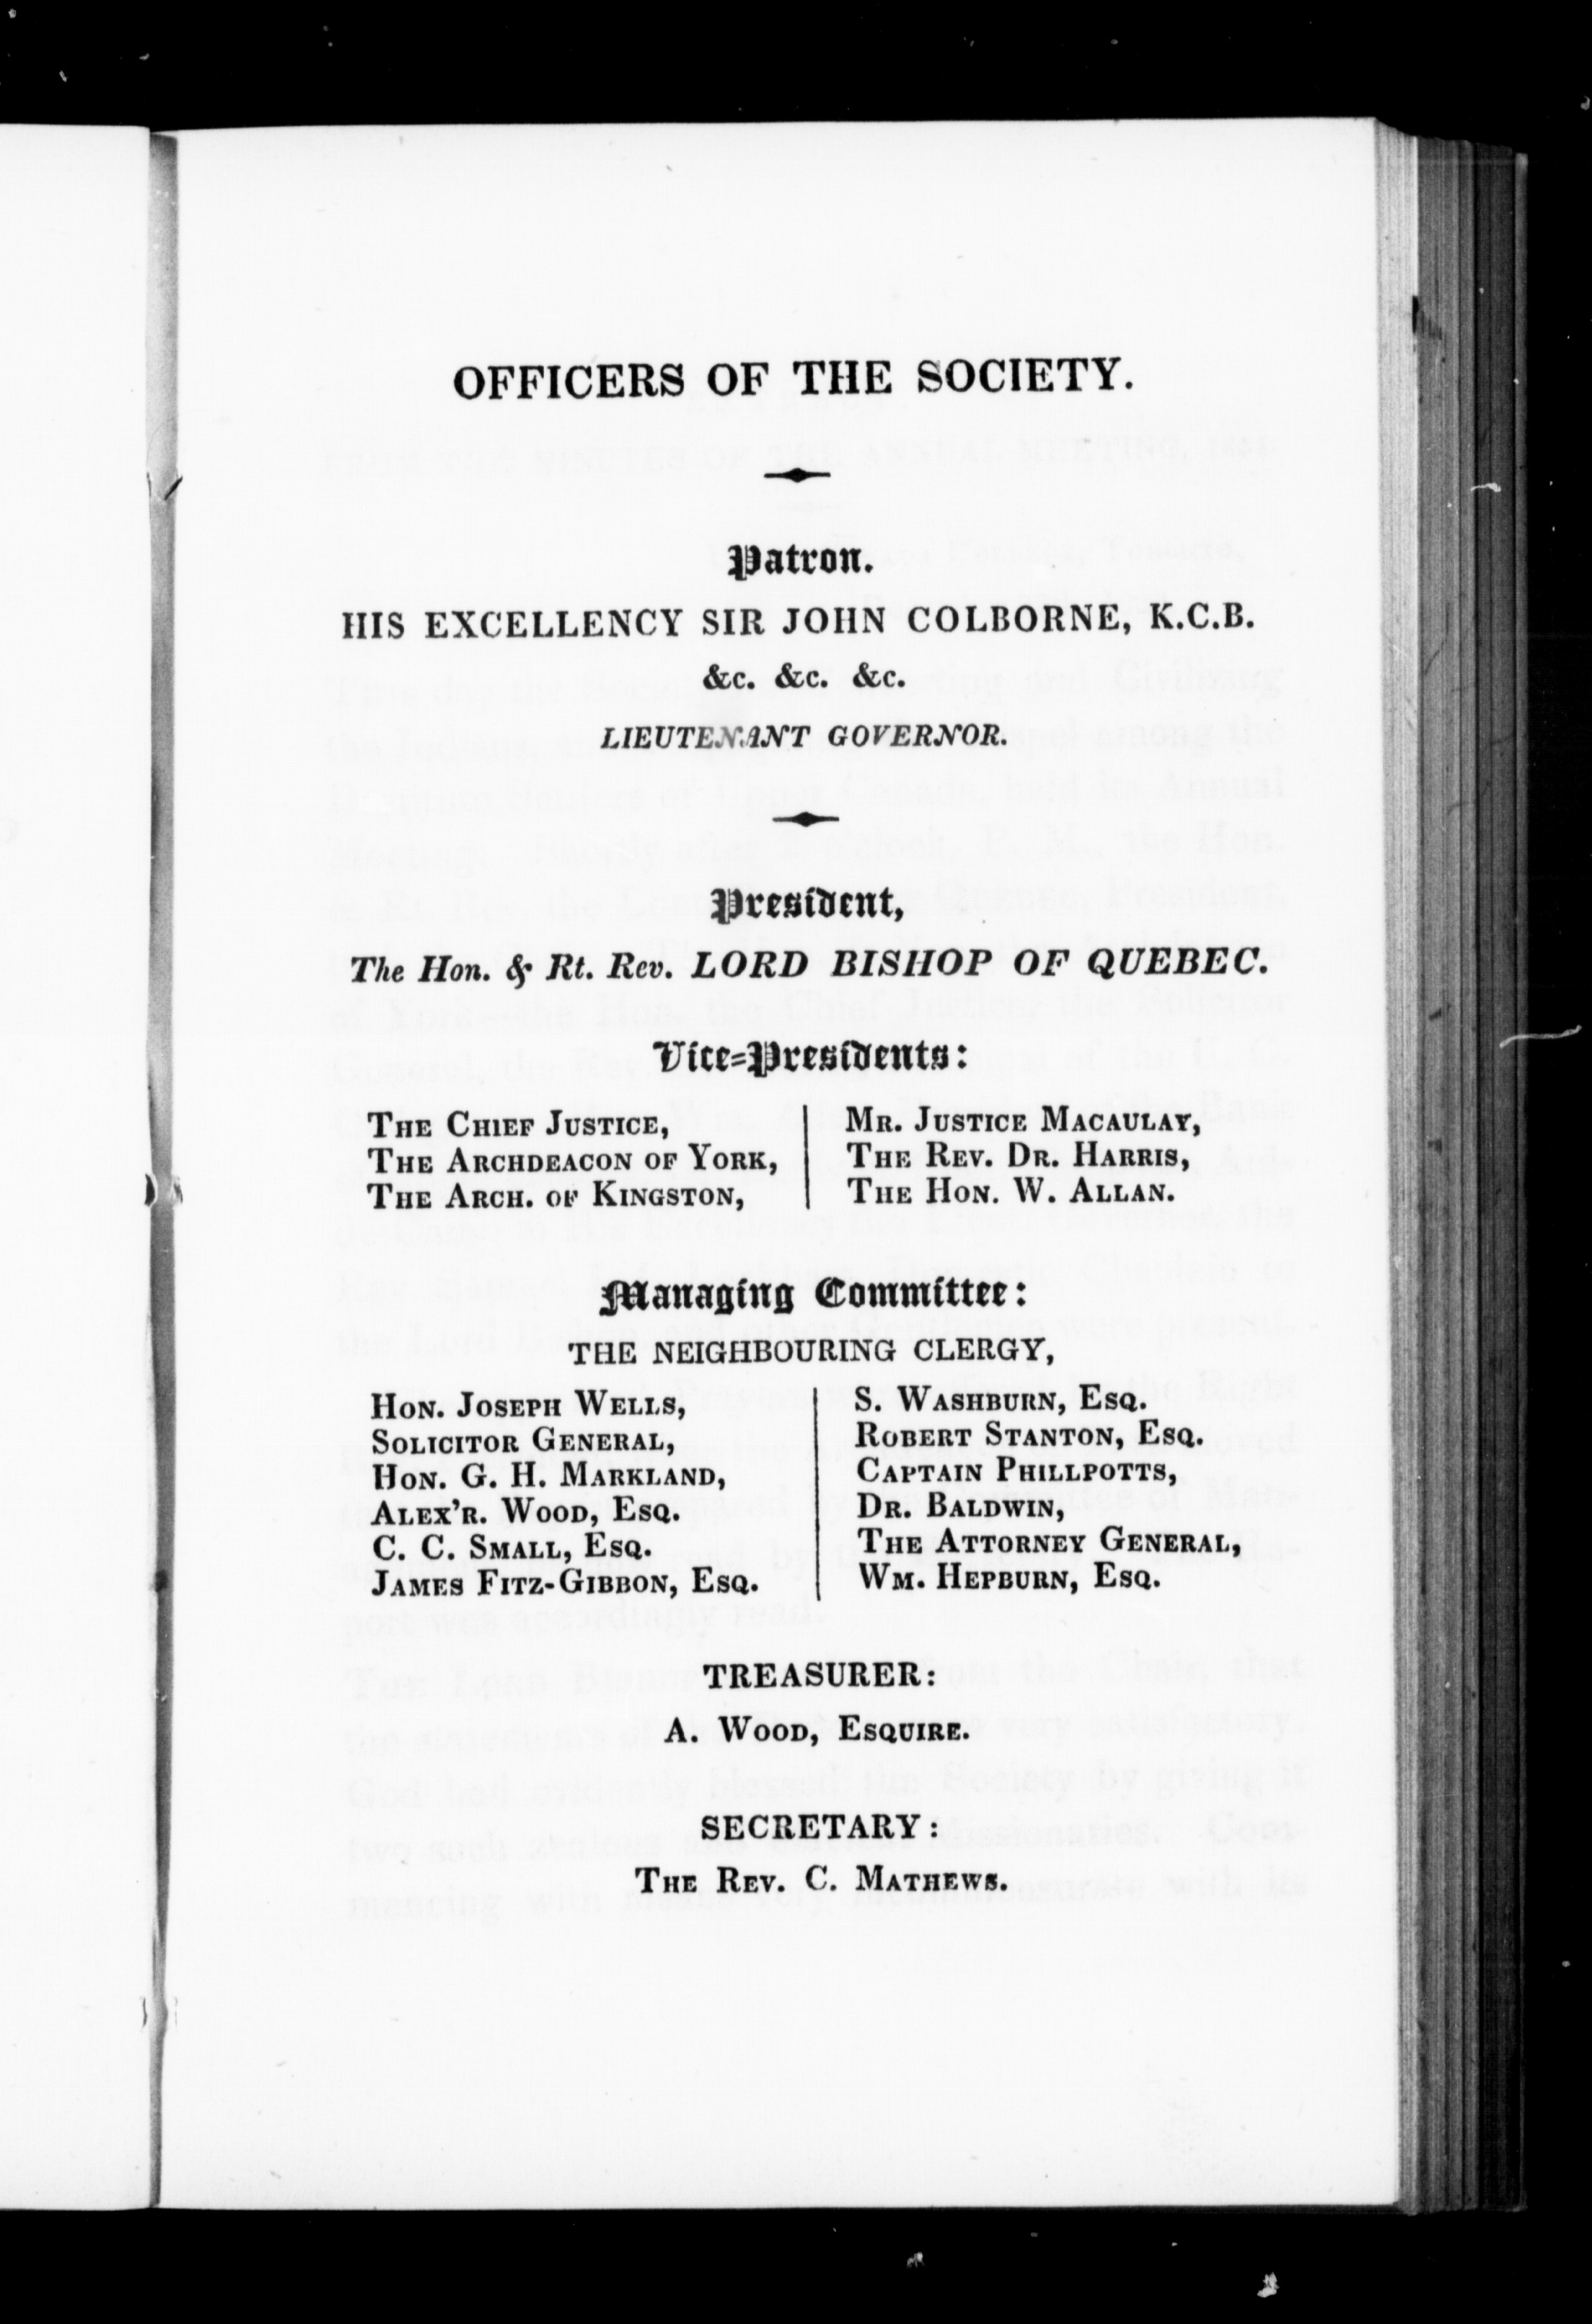 OFFICERS OF THE SOCIETY.
Patron.
HIS EXCELLENCY SIR JOHN COLBORNE, K.C.B.
&c. &c. &c.
LIEUTENANT GOVERNOR.
President,
The Hon. & Rt. Rev. LORD BISHOP OF QUEBEC.
Vice-Presidents:
THE CHIEF JUSTICE,
THE ARCHDEACON OF YORK,
THE ARCH. OF KINGSTON,
MR. JUSTICE MACAULAY,
THE REV. DR. HARRIS,
THE HON. W. ALLAN.
Managing Committee:
THE NEIGHBOURING CLERGY,
HON. JOSEPH WELLS,
SOLICITOR GENERAL,
HON. G. H. MARKLAND,
ALEX'R. WOOD, ESQ.
C. C. SMALL, ESQ.
JAMES FITZ-GIBBON, ESQ.
S. WASHBURN, ESQ.
ROBERT STANTON, ESQ.
CAPTAIN PHILLPOTTS,
DR. BALDWIN,
THE ATTORNEY GENERAL,
WM. HEPBURN, ESQ.
TREASURER:
A. WOOD, ESQUIRE.
SECRETARY:
THE REV. C. MATHEWS.